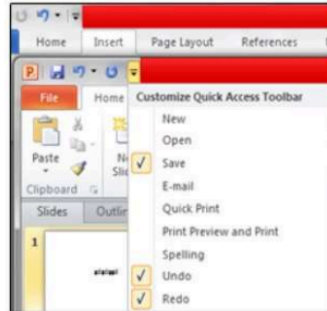 Home Insert Page Layout References
P
File Home
Customize Quick Access Toolbar
New
Open
Save
E-mail
Quick Print
Print Preview and Print
Spelling
Undo
Redo
Paste
Clipboard
Slides
1